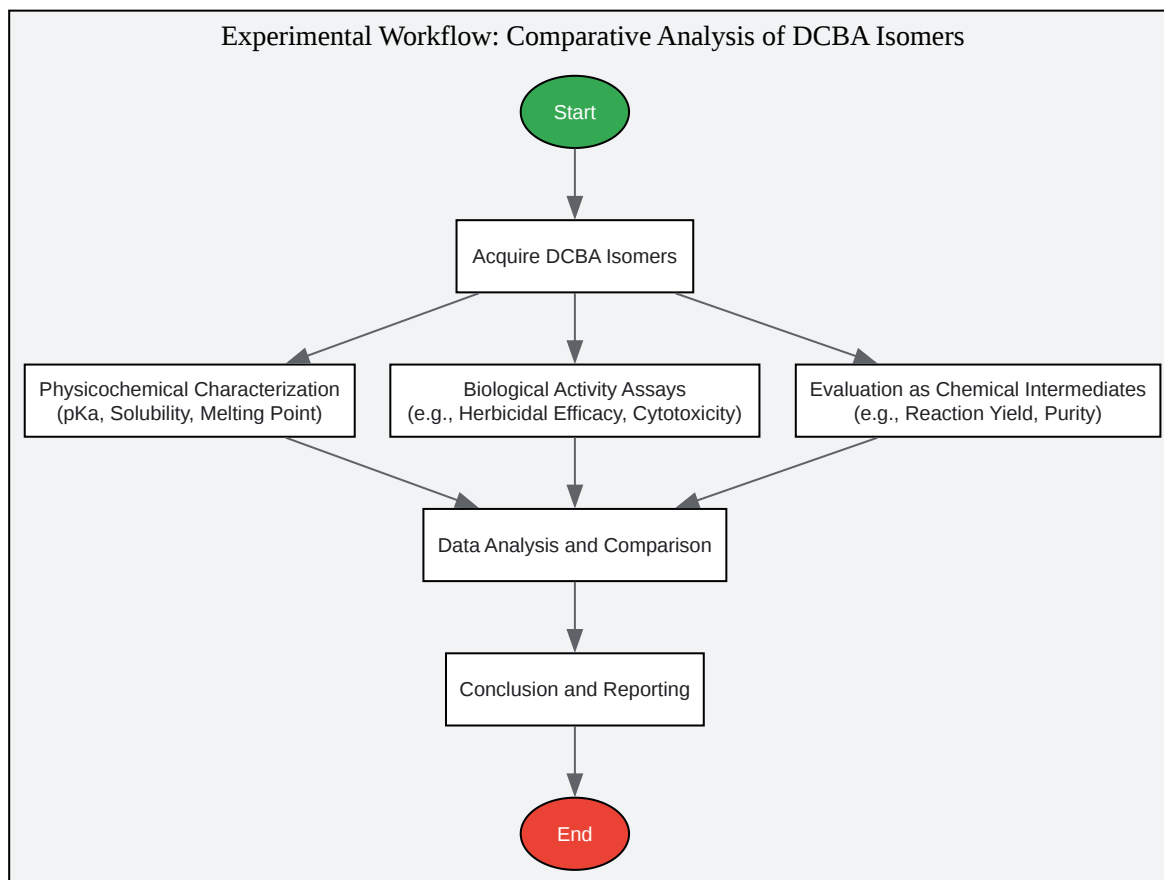 Experimental Workflow: Comparative Analysis of DCBA Isomers
Start
Acquire DCBA Isomers
Physicochemical Characterization
(pKa, Solubility, Melting Point)
Biological Activity Assays
(e.g., Herbicidal Efficacy, Cytotoxicity)
Evaluation as Chemical Intermediates
(e.g., Reaction Yield, Purity)
Data Analysis and Comparison
Conclusion and Reporting
End